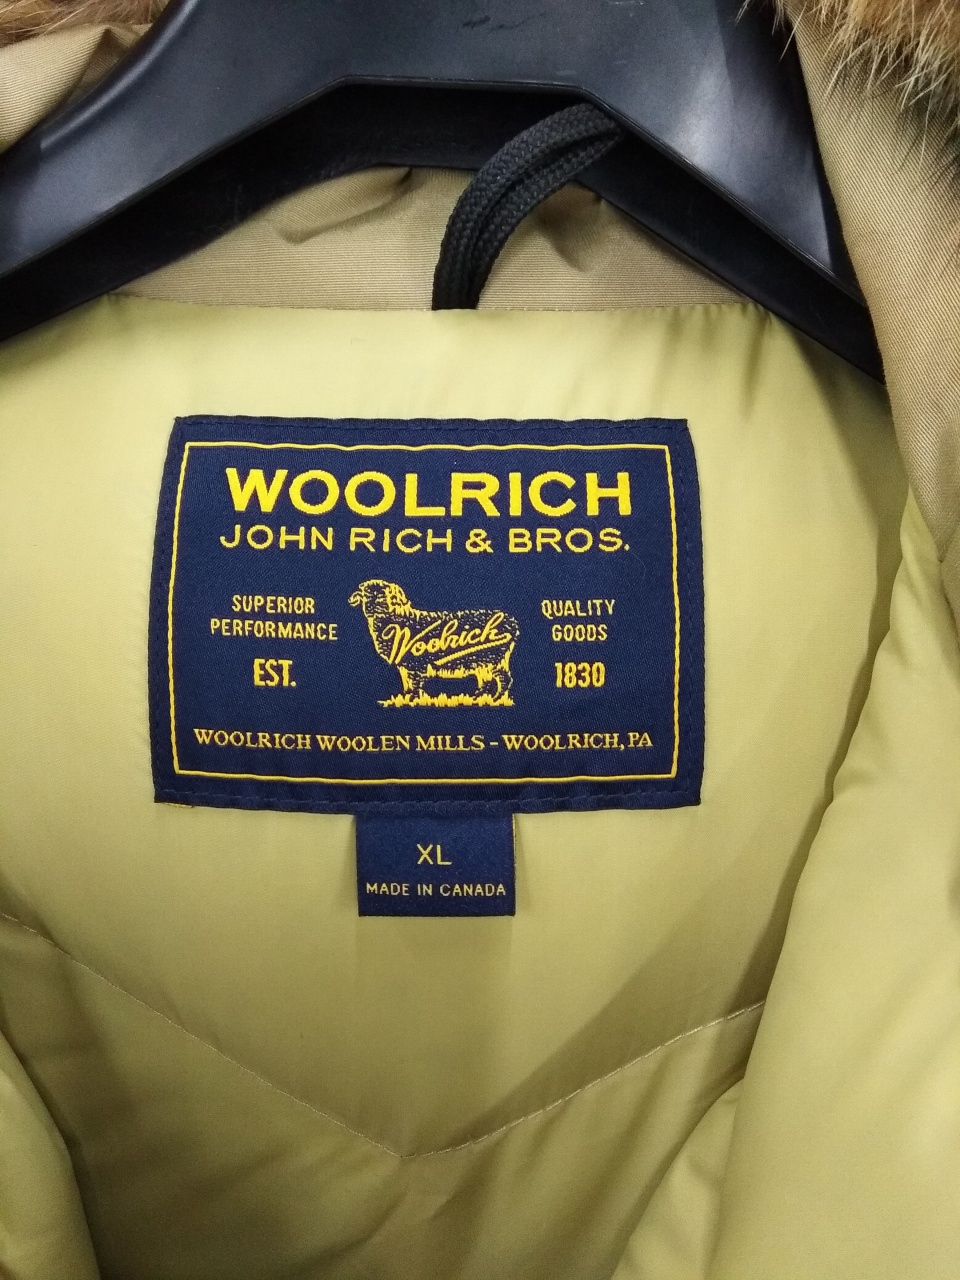 WOOLRICH
JOHN RICH & BROS.
SUPERIOR
PERFORMANCE
EST.
Woolrich
QUALITY
GOODS
1830
WOOLRICH WOOLEN MILLS - WOOLRICH, PA
XL
MADE IN CANADA